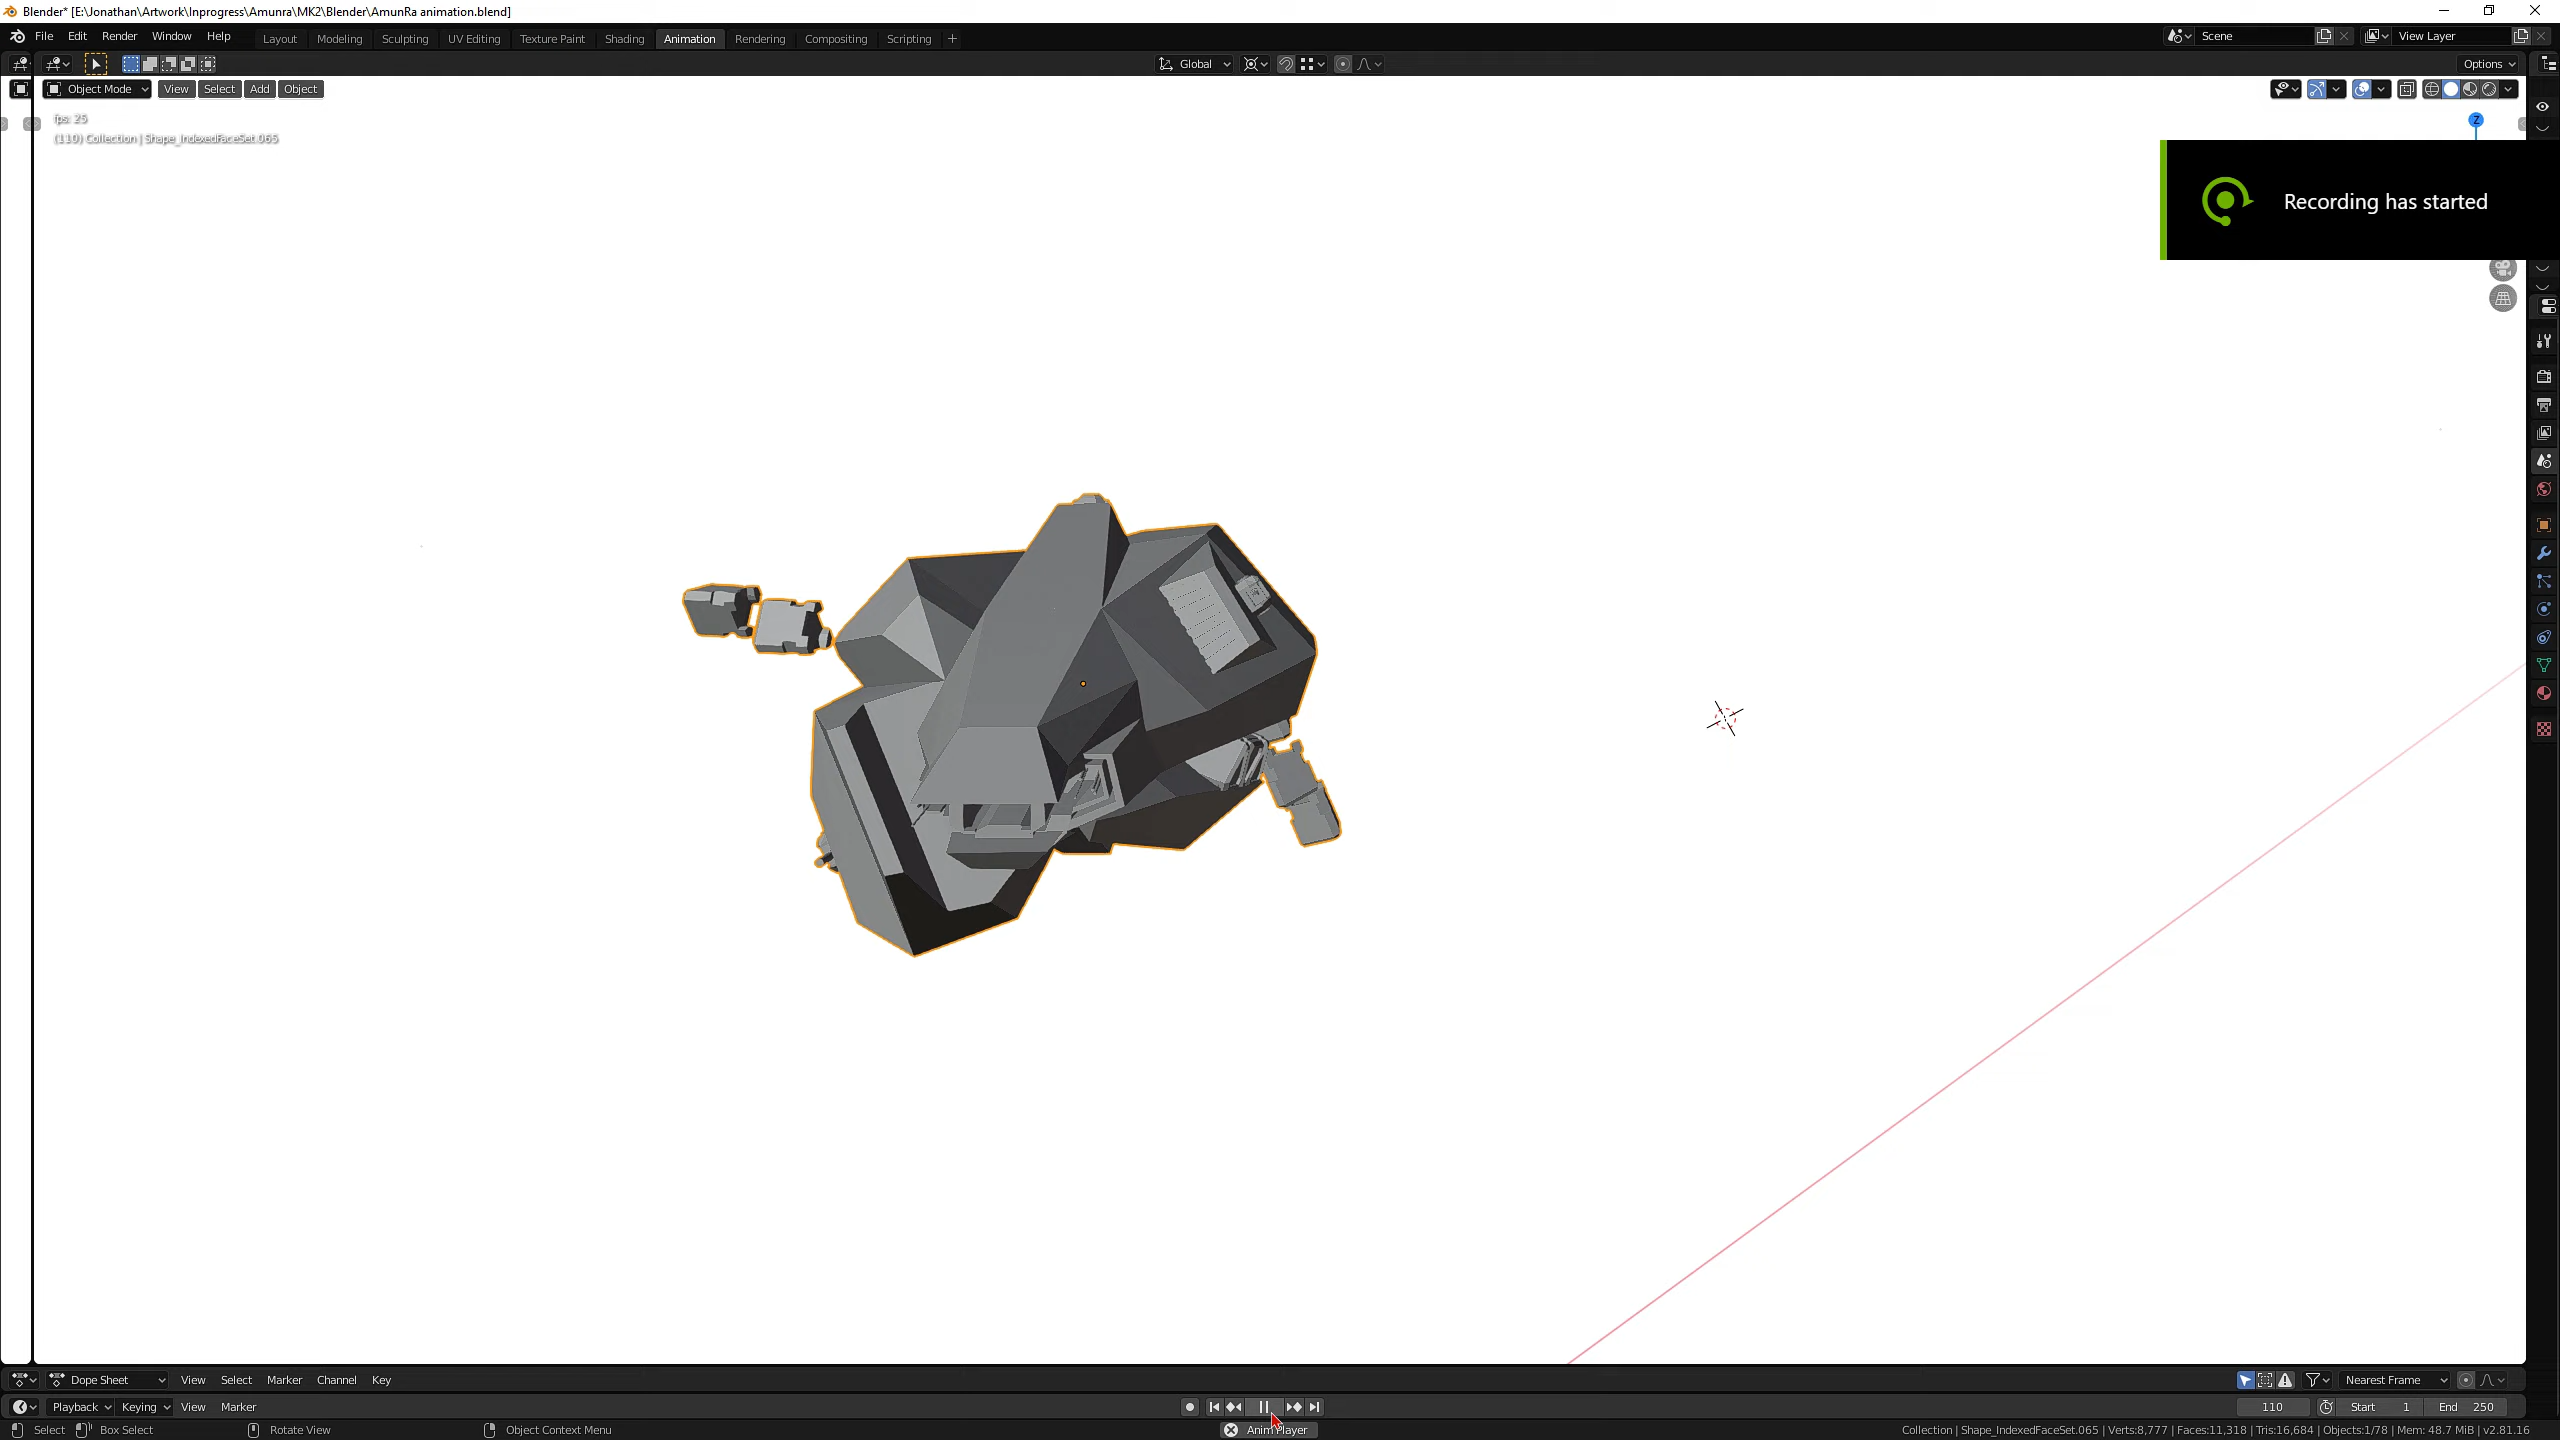 Blender* [E:\Jonathan\Artwork\Inprogress\Amunra\MK2\Blender\AmunRa animation.blend]
File Edit Render Window Help Layout Modeling Sculpting UV Editing Texture Paint Shading Animation Rendering Compositing Scripting + Scene View Layer
Global Options
Object Mode View Select Add Object
fps: 25
(110) Collection | Shape_IndexedFaceSet.065
Z
Recording has started
Dope Sheet View Select Marker Channel Key Nearest Frame
Playback Keying View Marker 110 Start 1 End 250
Select Box Select Rotate View Object Context Menu Anim Player Collection | Shape_IndexedFaceSet.065 | Verts:8,777 | Faces:11,318 | Tris:16,684 | Objects:1/78 | Mem: 48.7 MiB | v2.81.16